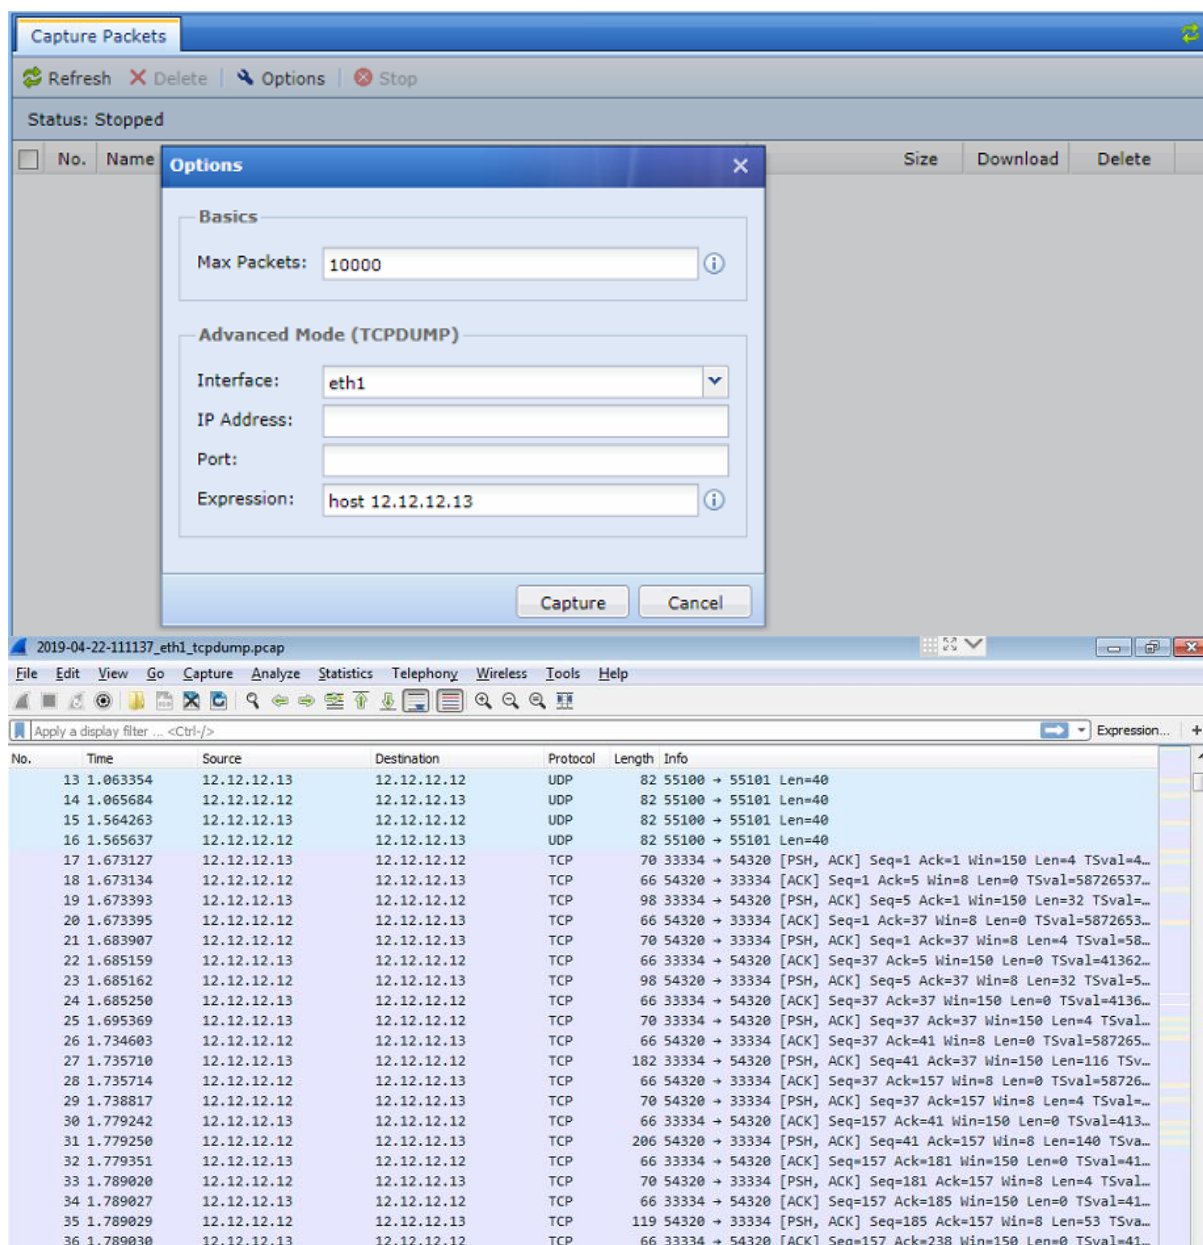 Capture Packets
Refresh Delete Options Stop
Status: Stopped
No. Name Size Download Delete
Options
Basics
Max Packets: 10000
Advanced Mode (TCPDUMP)
Interface: eth1
IP Address:
Port:
Expression: host 12.12.12.13
Capture Cancel
2019-04-22-111137_eth1_tcpdump.pcap
File Edit View Go Capture Analyze Statistics Telephony Wireless Tools Help
Apply a display filter ... <Ctrl-/> Expression... +
No. Time Source Destination Protocol Length Info
13 1.063354 12.12.12.13 12.12.12.12 UDP 82 55100 → 55101 Len=40
14 1.065684 12.12.12.12 12.12.12.13 UDP 82 55100 → 55101 Len=40
15 1.564263 12.12.12.13 12.12.12.12 UDP 82 55100 → 55101 Len=40
16 1.565637 12.12.12.12 12.12.12.13 UDP 82 55100 → 55101 Len=40
17 1.673127 12.12.12.13 12.12.12.12 TCP 70 33334 → 54320 [PSH, ACK] Seq=1 Ack=1 Win=150 Len=4 TSval=4…
18 1.673134 12.12.12.12 12.12.12.13 TCP 66 54320 → 33334 [ACK] Seq=1 Ack=5 Win=8 Len=0 TSval=58726537…
19 1.673393 12.12.12.13 12.12.12.12 TCP 98 33334 → 54320 [PSH, ACK] Seq=5 Ack=1 Win=150 Len=32 TSval=…
20 1.673395 12.12.12.12 12.12.12.13 TCP 66 54320 → 33334 [ACK] Seq=1 Ack=37 Win=8 Len=0 TSval=5872653…
21 1.683907 12.12.12.12 12.12.12.13 TCP 70 54320 → 33334 [PSH, ACK] Seq=1 Ack=37 Win=8 Len=4 TSval=58…
22 1.685159 12.12.12.13 12.12.12.12 TCP 66 33334 → 54320 [ACK] Seq=37 Ack=5 Win=150 Len=0 TSval=41362…
23 1.685162 12.12.12.12 12.12.12.13 TCP 98 54320 → 33334 [PSH, ACK] Seq=5 Ack=37 Win=8 Len=32 TSval=5…
24 1.685250 12.12.12.13 12.12.12.12 TCP 66 33334 → 54320 [ACK] Seq=37 Ack=37 Win=150 Len=0 TSval=4136…
25 1.695369 12.12.12.13 12.12.12.12 TCP 70 33334 → 54320 [PSH, ACK] Seq=37 Ack=37 Win=150 Len=4 TSval…
26 1.734603 12.12.12.12 12.12.12.13 TCP 66 54320 → 33334 [ACK] Seq=37 Ack=41 Win=8 Len=0 TSval=587265…
27 1.735710 12.12.12.13 12.12.12.12 TCP 182 33334 → 54320 [PSH, ACK] Seq=41 Ack=37 Win=150 Len=116 TSv…
28 1.735714 12.12.12.12 12.12.12.13 TCP 66 54320 → 33334 [ACK] Seq=37 Ack=157 Win=8 Len=0 TSval=58726…
29 1.738817 12.12.12.12 12.12.12.13 TCP 70 54320 → 33334 [PSH, ACK] Seq=37 Ack=157 Win=8 Len=4 TSval=…
30 1.779242 12.12.12.13 12.12.12.12 TCP 66 33334 → 54320 [ACK] Seq=157 Ack=41 Win=150 Len=0 TSval=413…
31 1.779250 12.12.12.12 12.12.12.13 TCP 206 54320 → 33334 [PSH, ACK] Seq=41 Ack=157 Win=8 Len=140 TSva…
32 1.779351 12.12.12.13 12.12.12.12 TCP 66 33334 → 54320 [ACK] Seq=157 Ack=181 Win=150 Len=0 TSval=41…
33 1.789020 12.12.12.12 12.12.12.13 TCP 70 54320 → 33334 [PSH, ACK] Seq=181 Ack=157 Win=8 Len=4 TSval…
34 1.789027 12.12.12.13 12.12.12.12 TCP 66 33334 → 54320 [ACK] Seq=157 Ack=185 Win=150 Len=0 TSval=41…
35 1.789029 12.12.12.12 12.12.12.13 TCP 119 54320 → 33334 [PSH, ACK] Seq=185 Ack=157 Win=8 Len=53 TSva…
36 1.789030 12.12.12.13 12.12.12.12 TCP 66 33334 → 54320 [ACK] Seq=157 Ack=238 Win=150 Len=0 TSval=41…